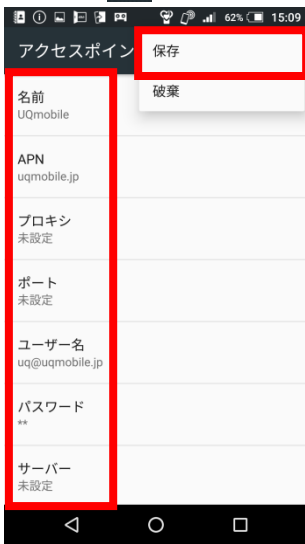 62% 15:09
アクセスポイン
保存
破棄
名前
UQmobile
APN
uqmobile.jp
プロキシ
未設定
ポート
未設定
ユーザー名
uq@uqmobile.jp
パスワード
**
サーバー
未設定